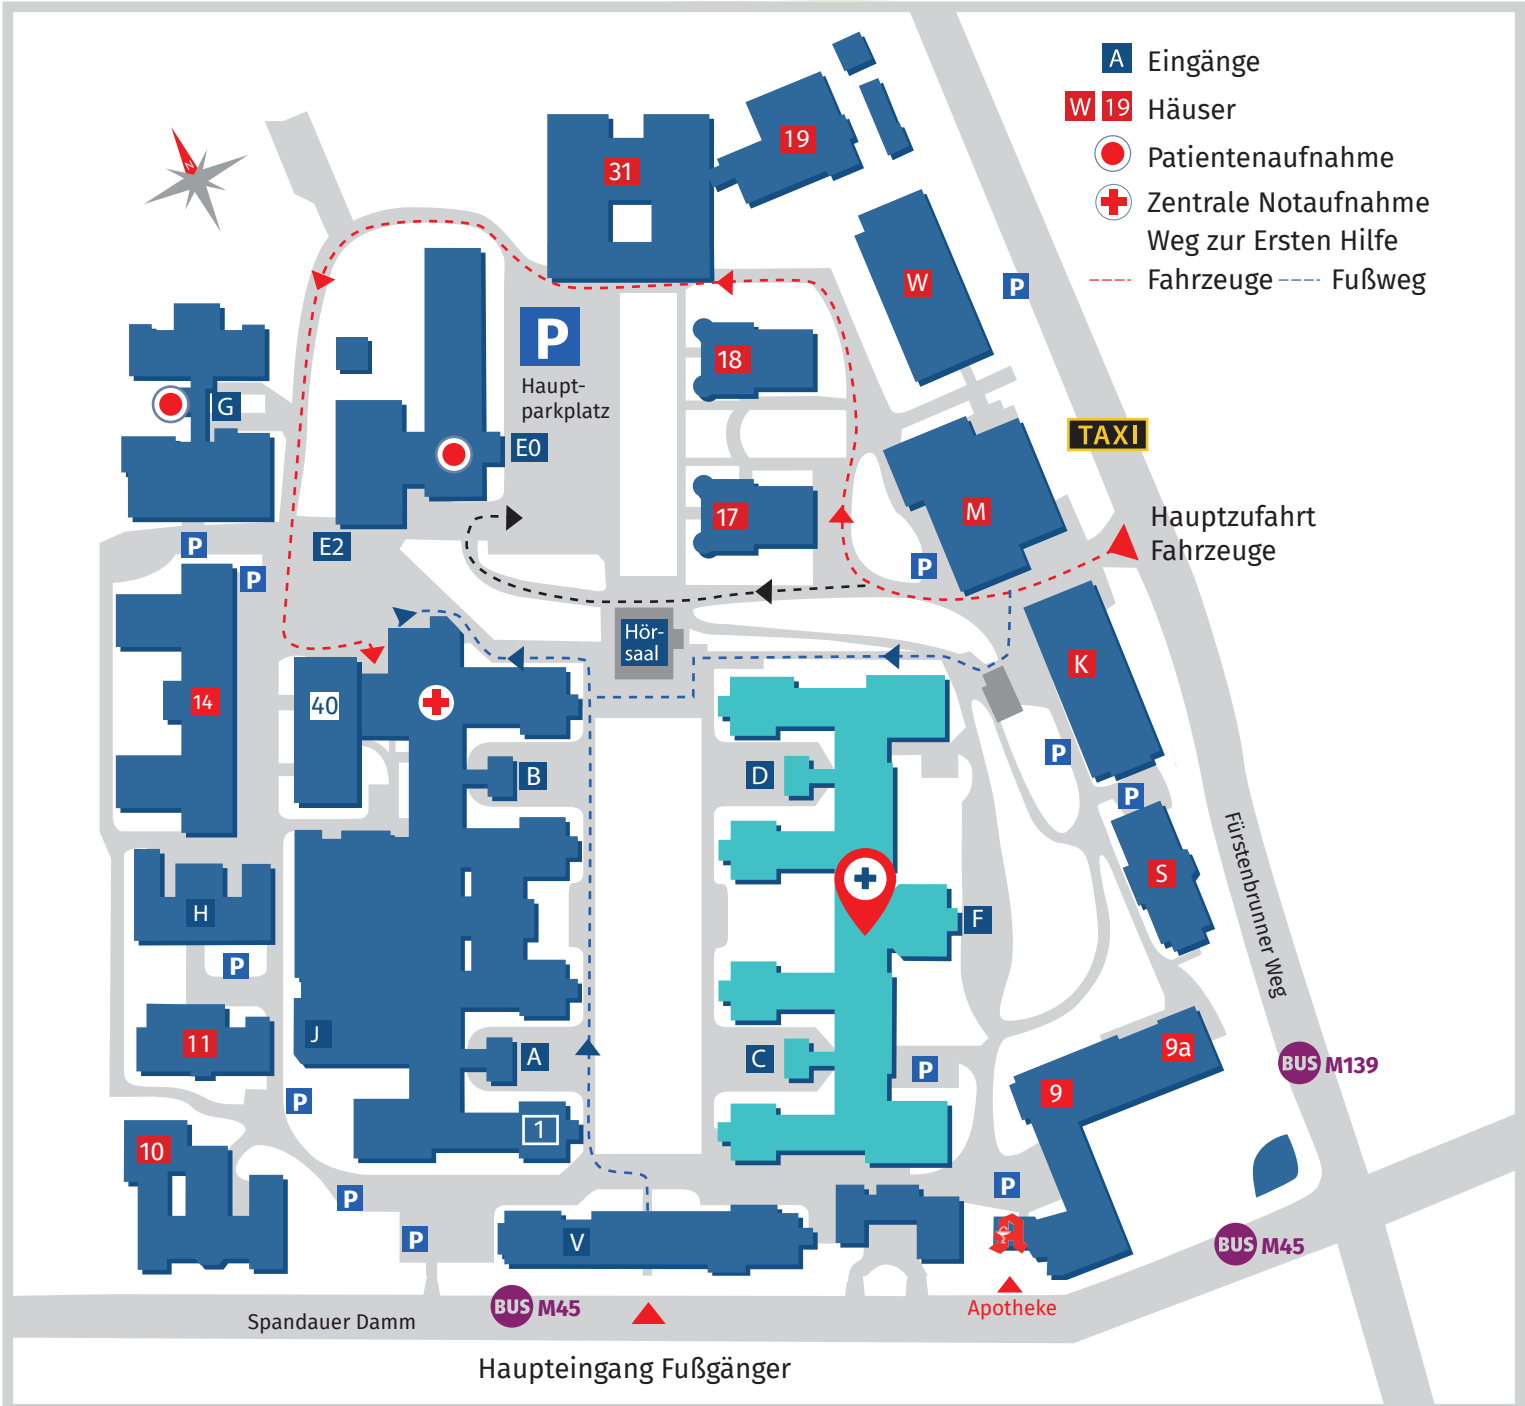 A Eingänge
W 19 Häuser
Patientenaufnahme
Zentrale Notaufnahme
Weg zur Ersten Hilfe
Fahrzeuge
Fußweg
N
19
31
W
P
18
P
Haupt-
parkplatz
G
E0
TAXI
M
17
Hauptzufahrt
Fahrzeuge
E2
P
P
P
Hör-
saal
K
14
40
P
B
D
P
S
Fürstenbrunner Weg
H
F
P
J
11
A
C
P
9a
9
BUS M139
P
10
1
P
P
P
V
BUS M45
BUS M45
Apotheke
Spandauer Damm
Haupteingang Fußgänger